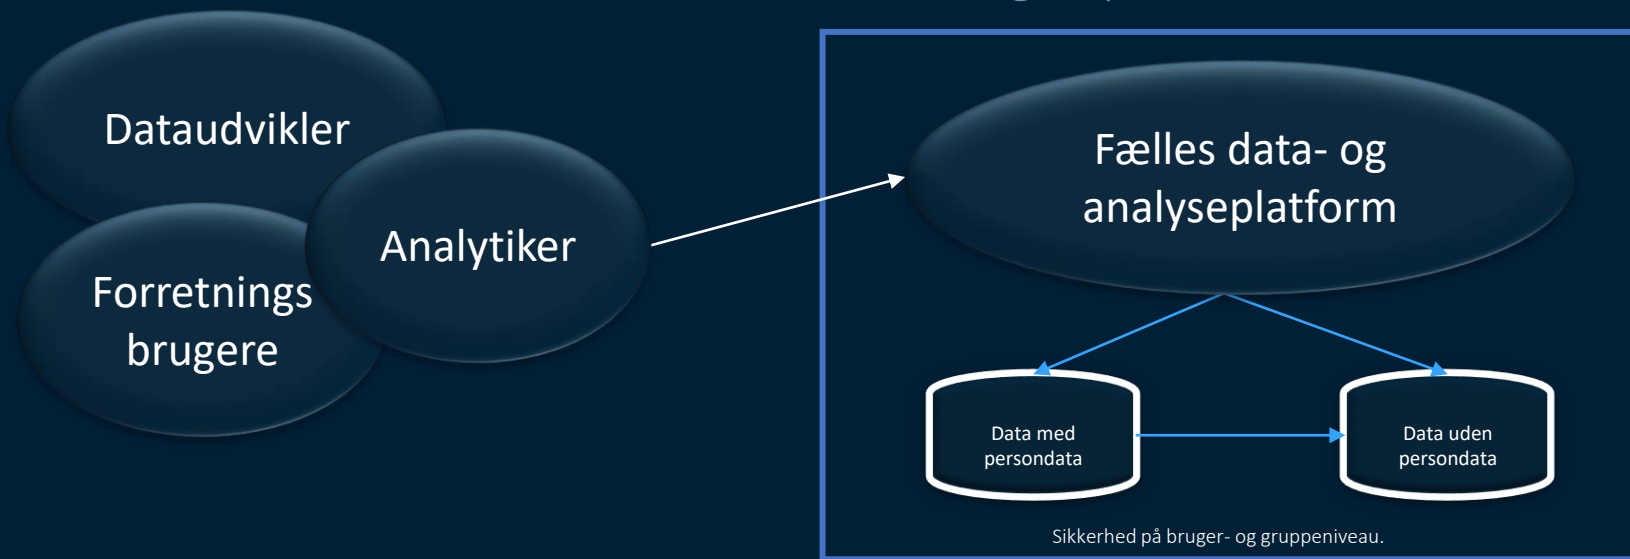 Dataudvikler
Analytiker
Forretnings
brugere
Fælles data- og
analyseplatform
Data med
persondata
Data uden
persondata
Sikkerhed på bruger- og gruppeniveau.